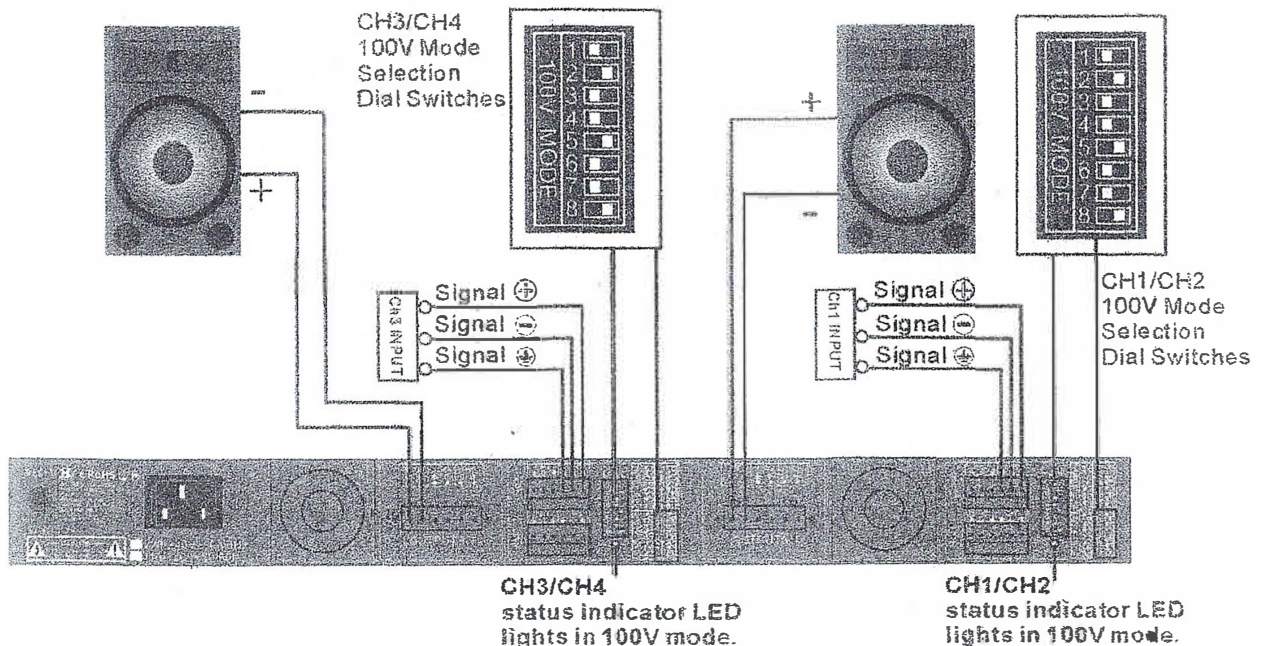 CH3/CH4
100V Mode
Selection
Dial Switches
1
2
3
4
5
6
7
8
100V MODE
-
+
+
-
1
2
3
4
5
6
7
8
100V MODE
CH1/CH2
100V Mode
Selection
Dial Switches
Ch3 INPUT
Signal +
Signal -
Signal ⏚
Ch1 INPUT
Signal +
Signal -
Signal ⏚
CH3/CH4
status indicator LED
lights in 100V mode.
CH1/CH2
status indicator LED
lights in 100V mode.